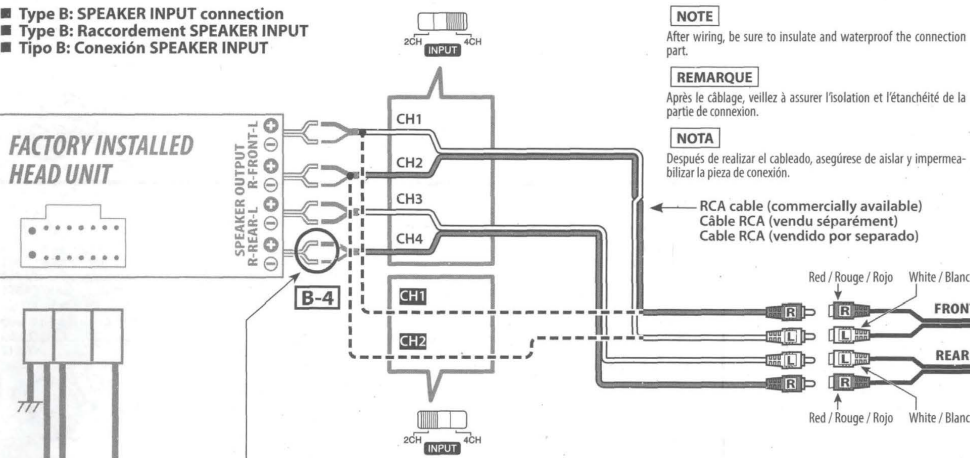 ■ Type B: SPEAKER INPUT connection
■ Type B: Raccordement SPEAKER INPUT
■ Tipo B: Conexión SPEAKER INPUT
2CH 4CH
INPUT
NOTE
After wiring, be sure to insulate and waterproof the connection
part.
REMARQUE
Après le câblage, veillez à assurer l'isolation et l'étanchéité de la
partie de connexion.
NOTA
Después de realizar el cableado, asegúrese de aislar y impermea-
bilizar la pieza de conexión.
FACTORY INSTALLED
HEAD UNIT
SPEAKER OUTPUT
R-FRONT-L
R-REAR-L
⊕
⊖
⊕
⊖
⊕
⊖
⊕
⊖
CH1
CH2
CH3
CH4
B-4
CH1
CH2
RCA cable (commercially available)
Câble RCA (vendu séparément)
Cable RCA (vendido por separado)
Red / Rouge / Rojo White / Blanc
R R
FRONT
L L
L L
REAR
R R
Red / Rouge / Rojo White / Blanc
2CH 4CH
INPUT